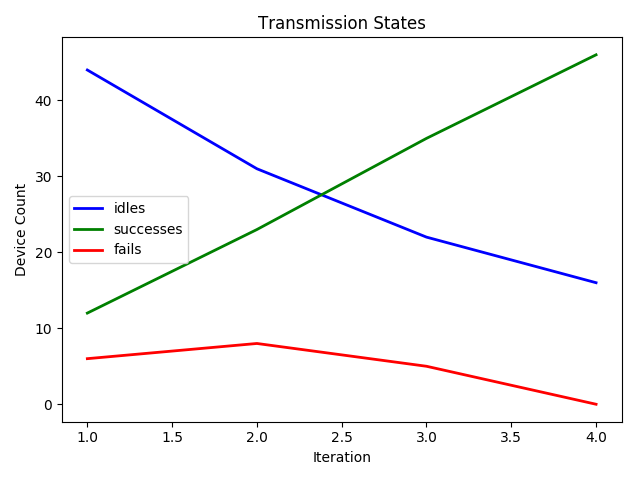 Transmission States
Device Count
40
30
20
10
0
idles
successes
fails
1.0 1.5 2.0 2.5 3.0 3.5 4.0
Iteration